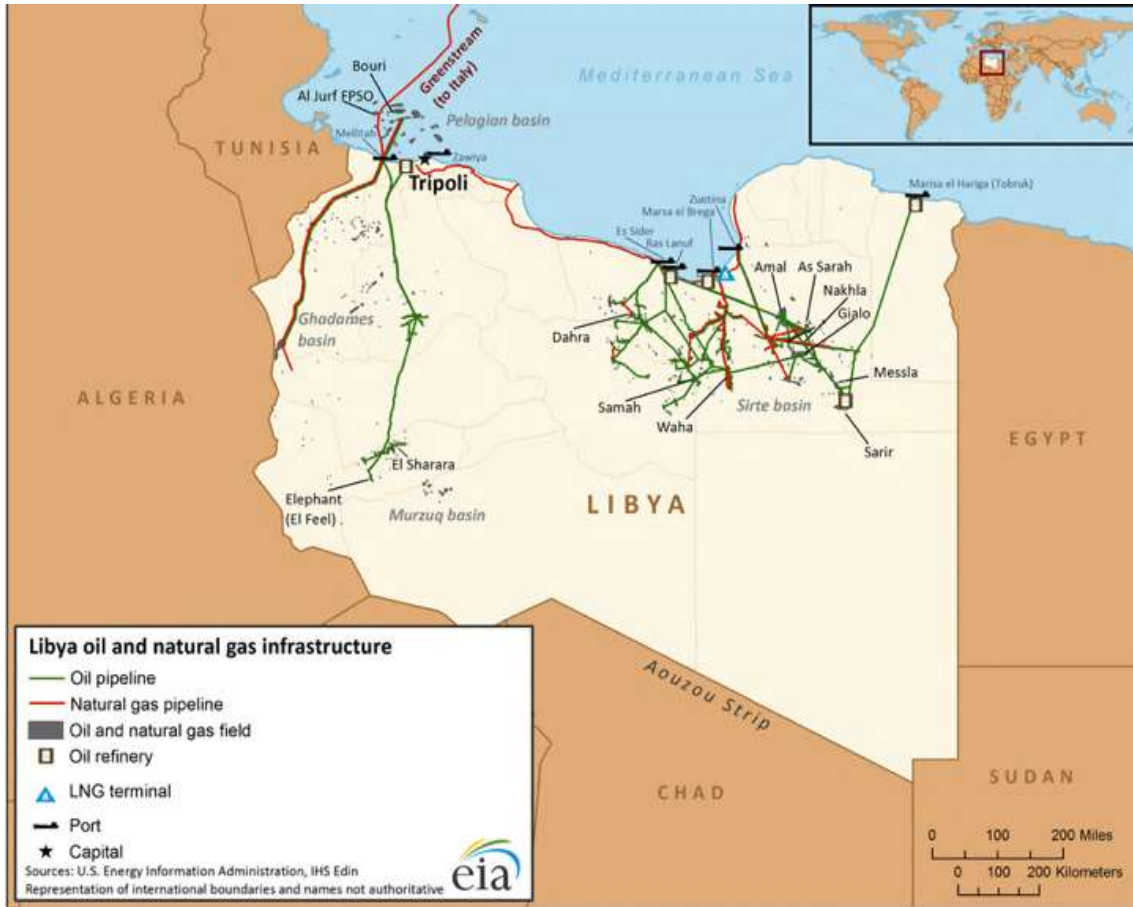 Bouri
Al Jurf FPSO
Greenstream
(to Italy)
Mediterranean Sea
Pelagian basin
TUNISIA
Mellitah
Zawiya
Tripoli
Marisa el Hariga (Tobruk)
Zuetina
Marsa el Brega
Es Sider
Ras Lanuf
Amal
As Sarah
Nakhla
Gialo
Ghadames
basin
Dahra
ALGERIA
Messla
Samah
Sirte basin
Waha
EGYPT
Sarir
El Sharara
Elephant
(El Feel) .
Murzuq basin
LIBYA
Aouzou Strip
CHAD
SUDAN
Libya oil and natural gas infrastructure
Oil pipeline
Natural gas pipeline
Oil and natural gas field
Oil refinery
LNG terminal
Port
Capital
Sources: U.S. Energy Information Administration, IHS Edin
Representation of international boundaries and names not authoritative
eia
0 100 200 Miles
0 100 200 Kilometers